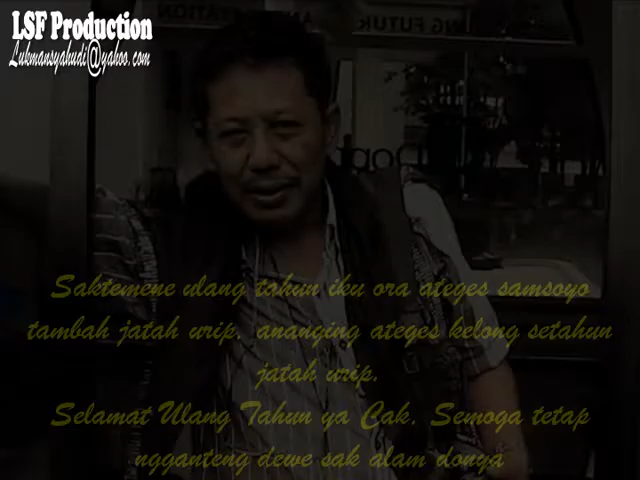 LSF Production
Lukmansyahudi@yahoo.com
Saktemene ulang tahun iku ora ateges samsoyo
tambah jatah urip, ananging ateges kelong setahun
jatah urip.
Selamat Ulang Tahun ya Cak. Semoga tetap
ngganteng dewe sak alam donya